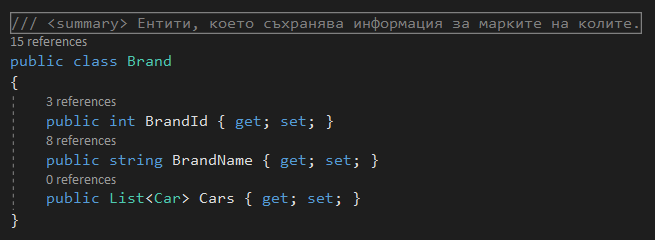 /// <summary> Ентити, което съхранява информация за марките на колите.
15 references
public class Brand
{
3 references
public int BrandId { get; set; }
8 references
public string BrandName { get; set; }
0 references
public List<Car> Cars { get; set; }
}